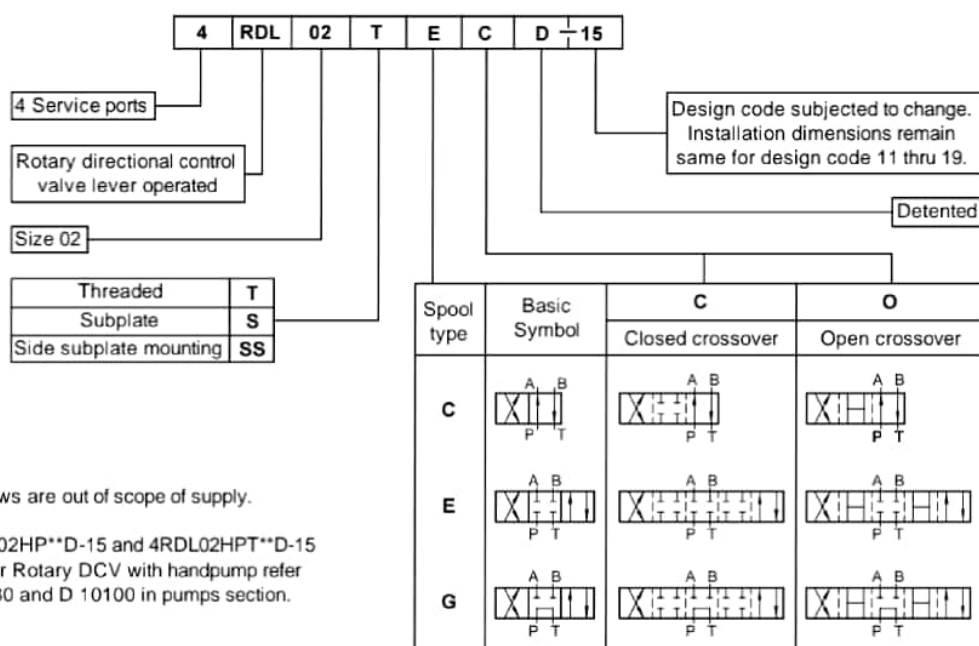 4 RDL 02 T E C D - 15
4 Service ports
Design code subjected to change.
Installation dimensions remain
same for design code 11 thru 19.
Rotary directional control
valve lever operated
Detented
Size 02
Threaded T
Subplate S
Side subplate mounting SS
Spool
type
Basic
Symbol
C O
Closed crossover Open crossover
A B A B A B
C
P T P T P T
A B A B A B
E
P T P T P T
A B A B A B
G
P T P T P T
ws are out of scope of supply.
02HP**D-15 and 4RDL02HPT**D-15
r Rotary DCV with handpump refer
30 and D 10100 in pumps section.